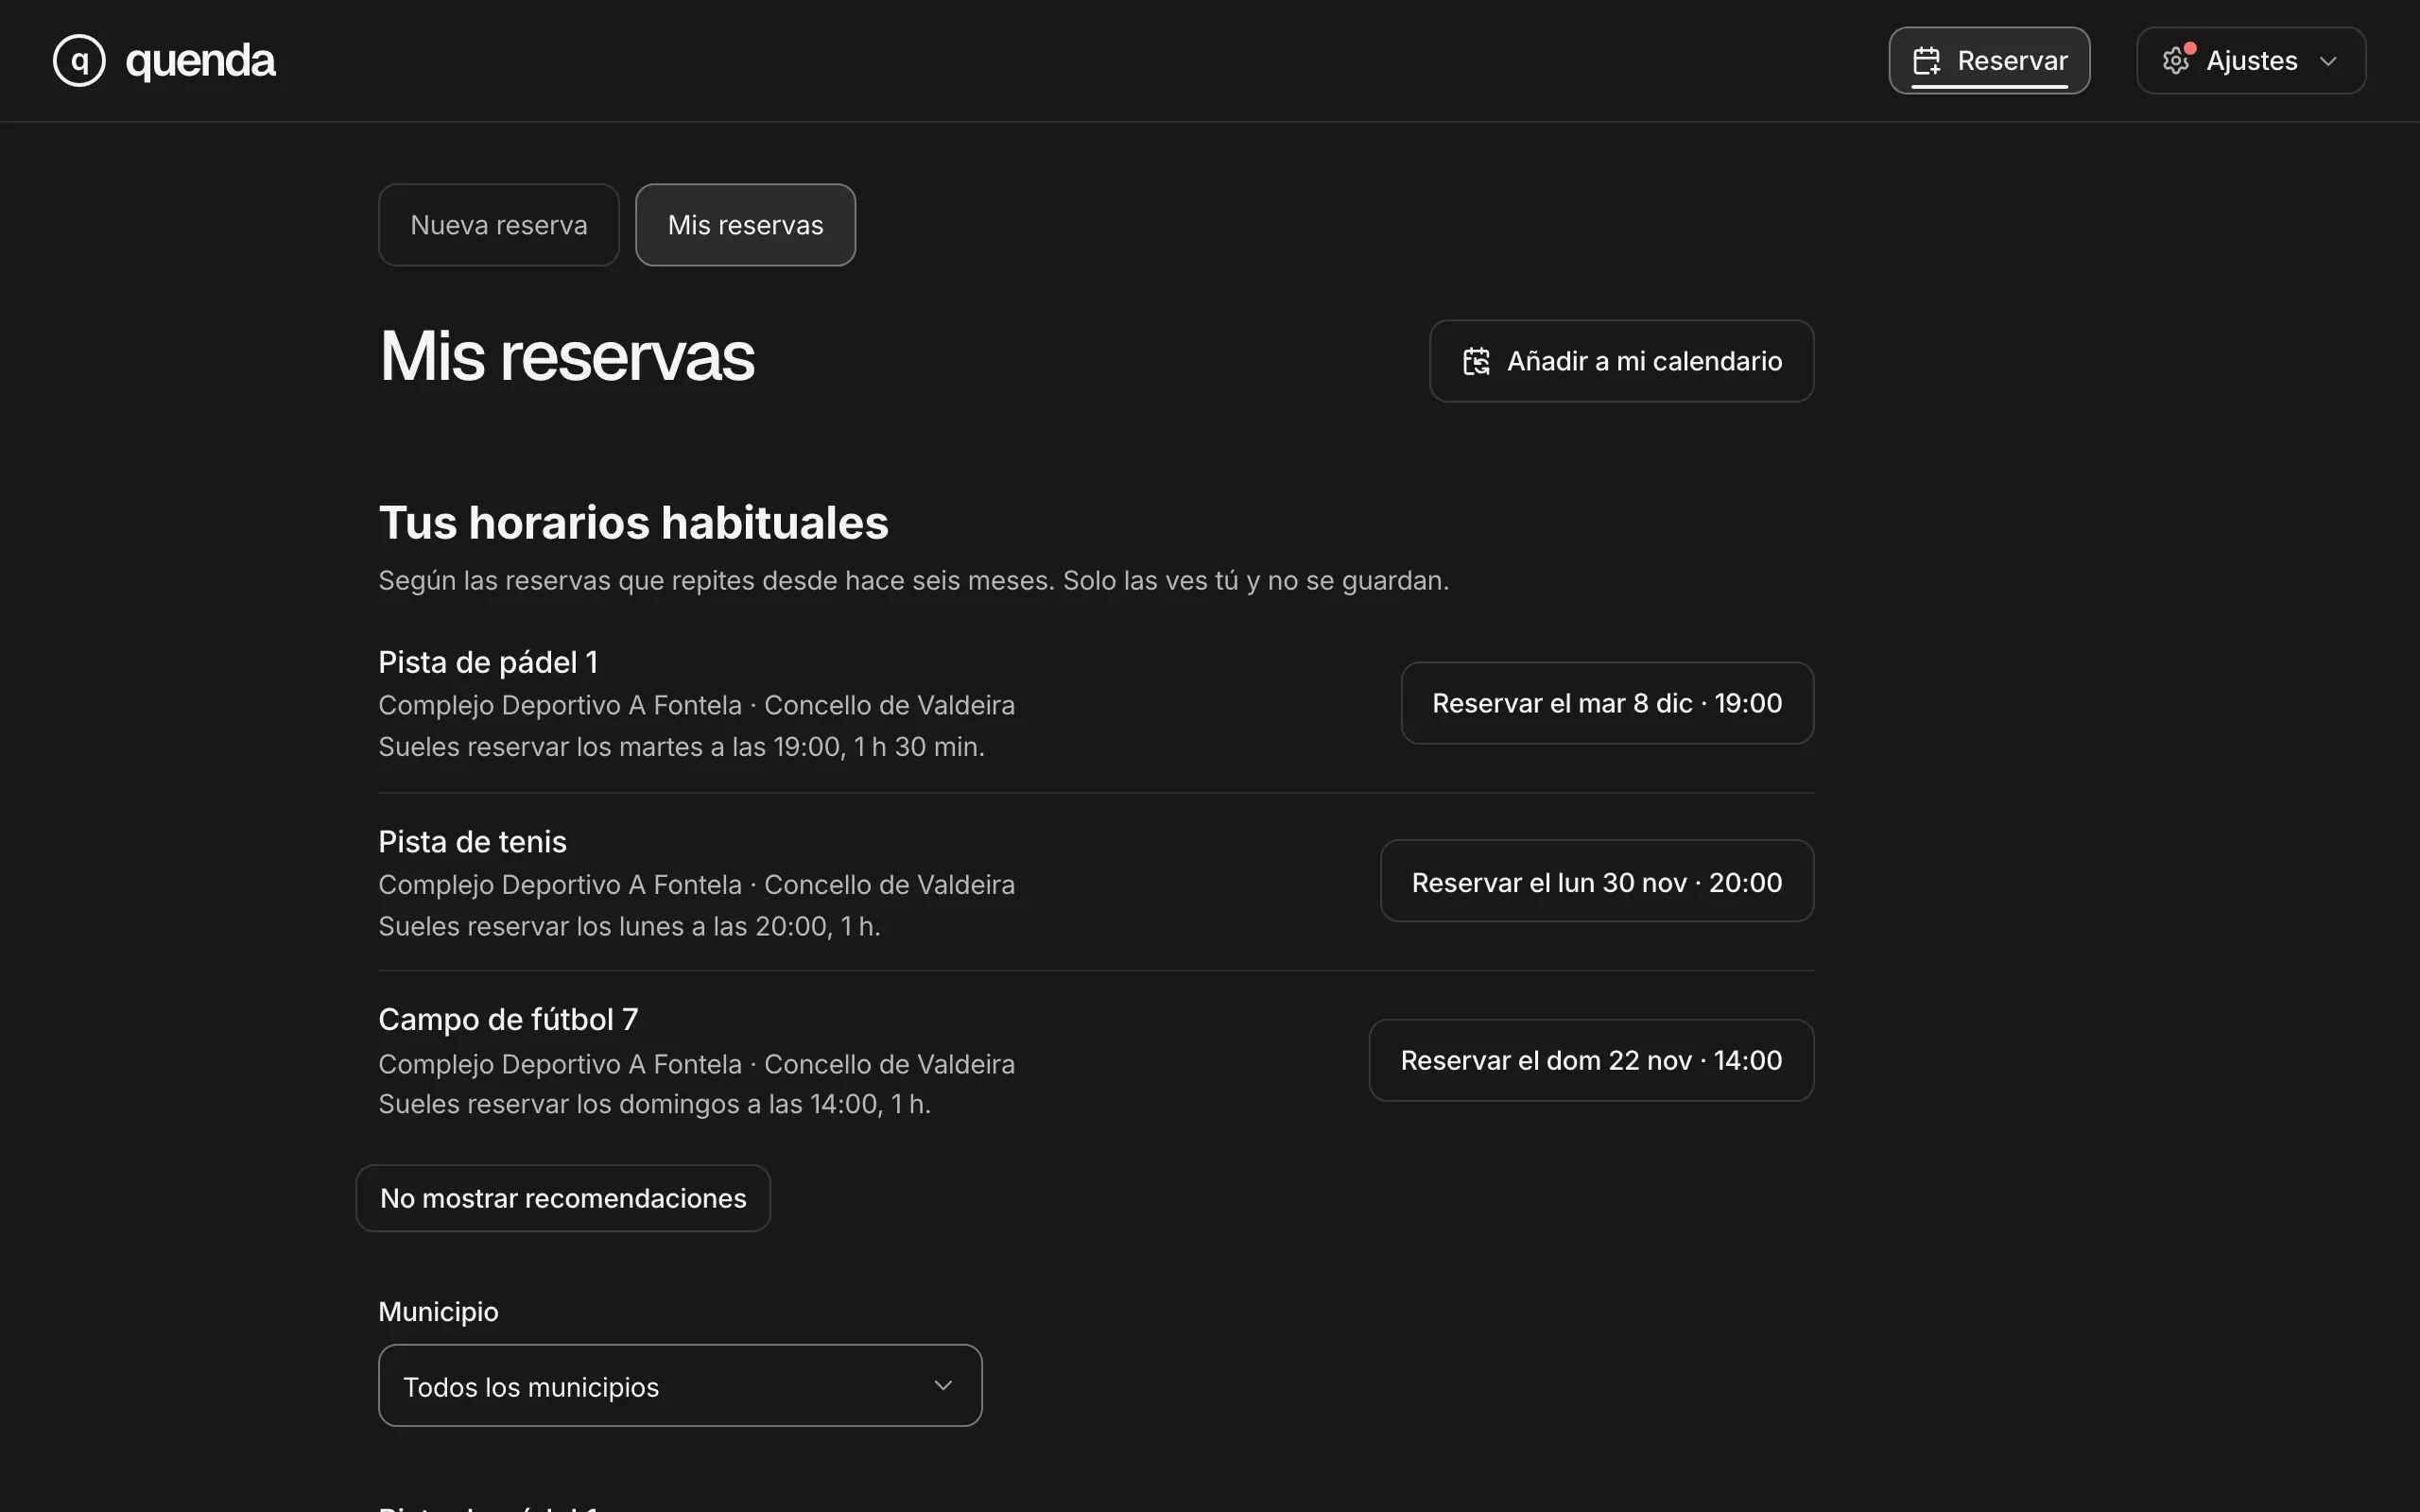 q quenda
Reservar
Ajustes
Nueva reserva
Mis reservas
Mis reservas
Añadir a mi calendario
Tus horarios habituales
Según las reservas que repites desde hace seis meses. Solo las ves tú y no se guardan.
Pista de pádel 1
Complejo Deportivo A Fontela · Concello de Valdeira
Sueles reservar los martes a las 19:00, 1 h 30 min.
Reservar el mar 8 dic · 19:00
Pista de tenis
Complejo Deportivo A Fontela · Concello de Valdeira
Sueles reservar los lunes a las 20:00, 1 h.
Reservar el lun 30 nov · 20:00
Campo de fútbol 7
Complejo Deportivo A Fontela · Concello de Valdeira
Sueles reservar los domingos a las 14:00, 1 h.
Reservar el dom 22 nov · 14:00
No mostrar recomendaciones
Municipio
Todos los municipios